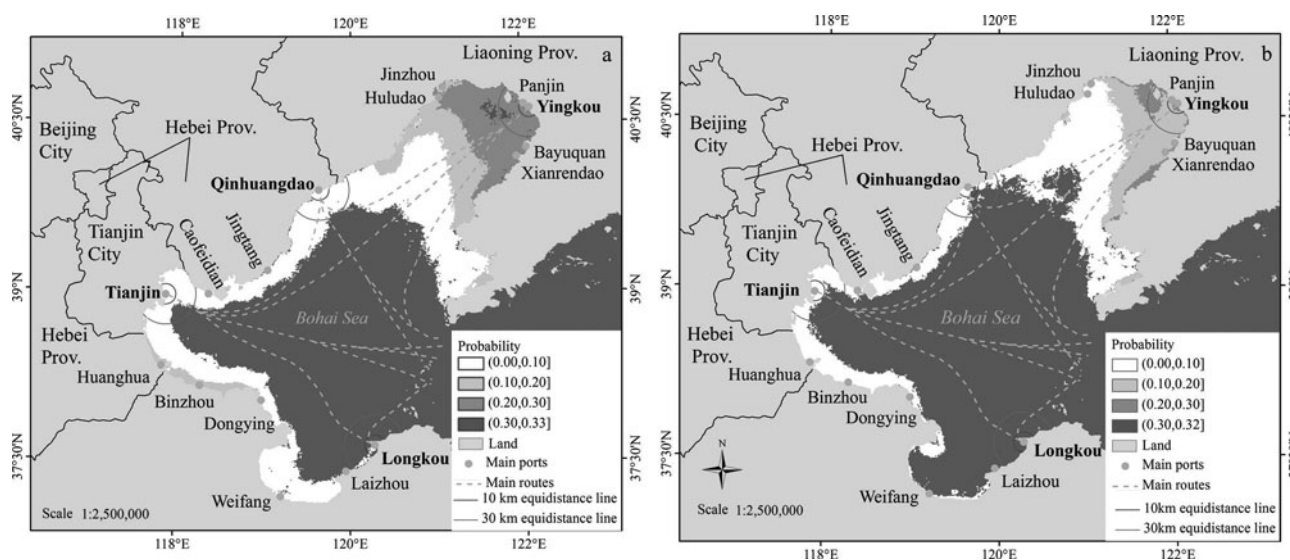 118°E
120°E
122°E
Liaoning Prov.
a
Jinzhou
Huludao
Panjin
Yingkou
40°30'N
40°30'N
Beijing
City
Hebei Prov.
Bayuquan
Xianrendao
Qinhuangdao
Tianjin
City
Caofeidian
Jingtang
39°N
39°N
Tianjin
Bohai Sea
Hebei
Prov.
Huanghua
Binzhou
Dongying
37°30'N
37°30'N
Longkou
Laizhou
Weifang
Scale 1:2,500,000
Probability
(0.00,0.10]
(0.10,0.20]
(0.20,0.30]
(0.30,0.33]
Land
Main ports
Main routes
10 km equidistance line
30 km equidistance line
118°E
120°E
122°E
118°E
120°E
122°E
Liaoning Prov.
b
Jinzhou
Huludao
Panjin
Yingkou
40°30'N
Beijing
City
Hebei Prov.
Bayuquan
Xianrendao
Qinhuangdao
Tianjin
City
Caofeidian
Jingtang
39°N
39°N
Tianjin
Bohai Sea
Hebei
Prov.
Huanghua
Binzhou
Dongying
37°30'N
Longkou
Laizhou
Weifang
N
Scale 1:2,500,000
Probability
(0.00,0.10]
(0.10,0.20]
(0.20,0.30]
(0.30,0.32]
Land
Main ports
Main routes
10km equidistance line
30km equidistance line
118°E
120°E
122°E